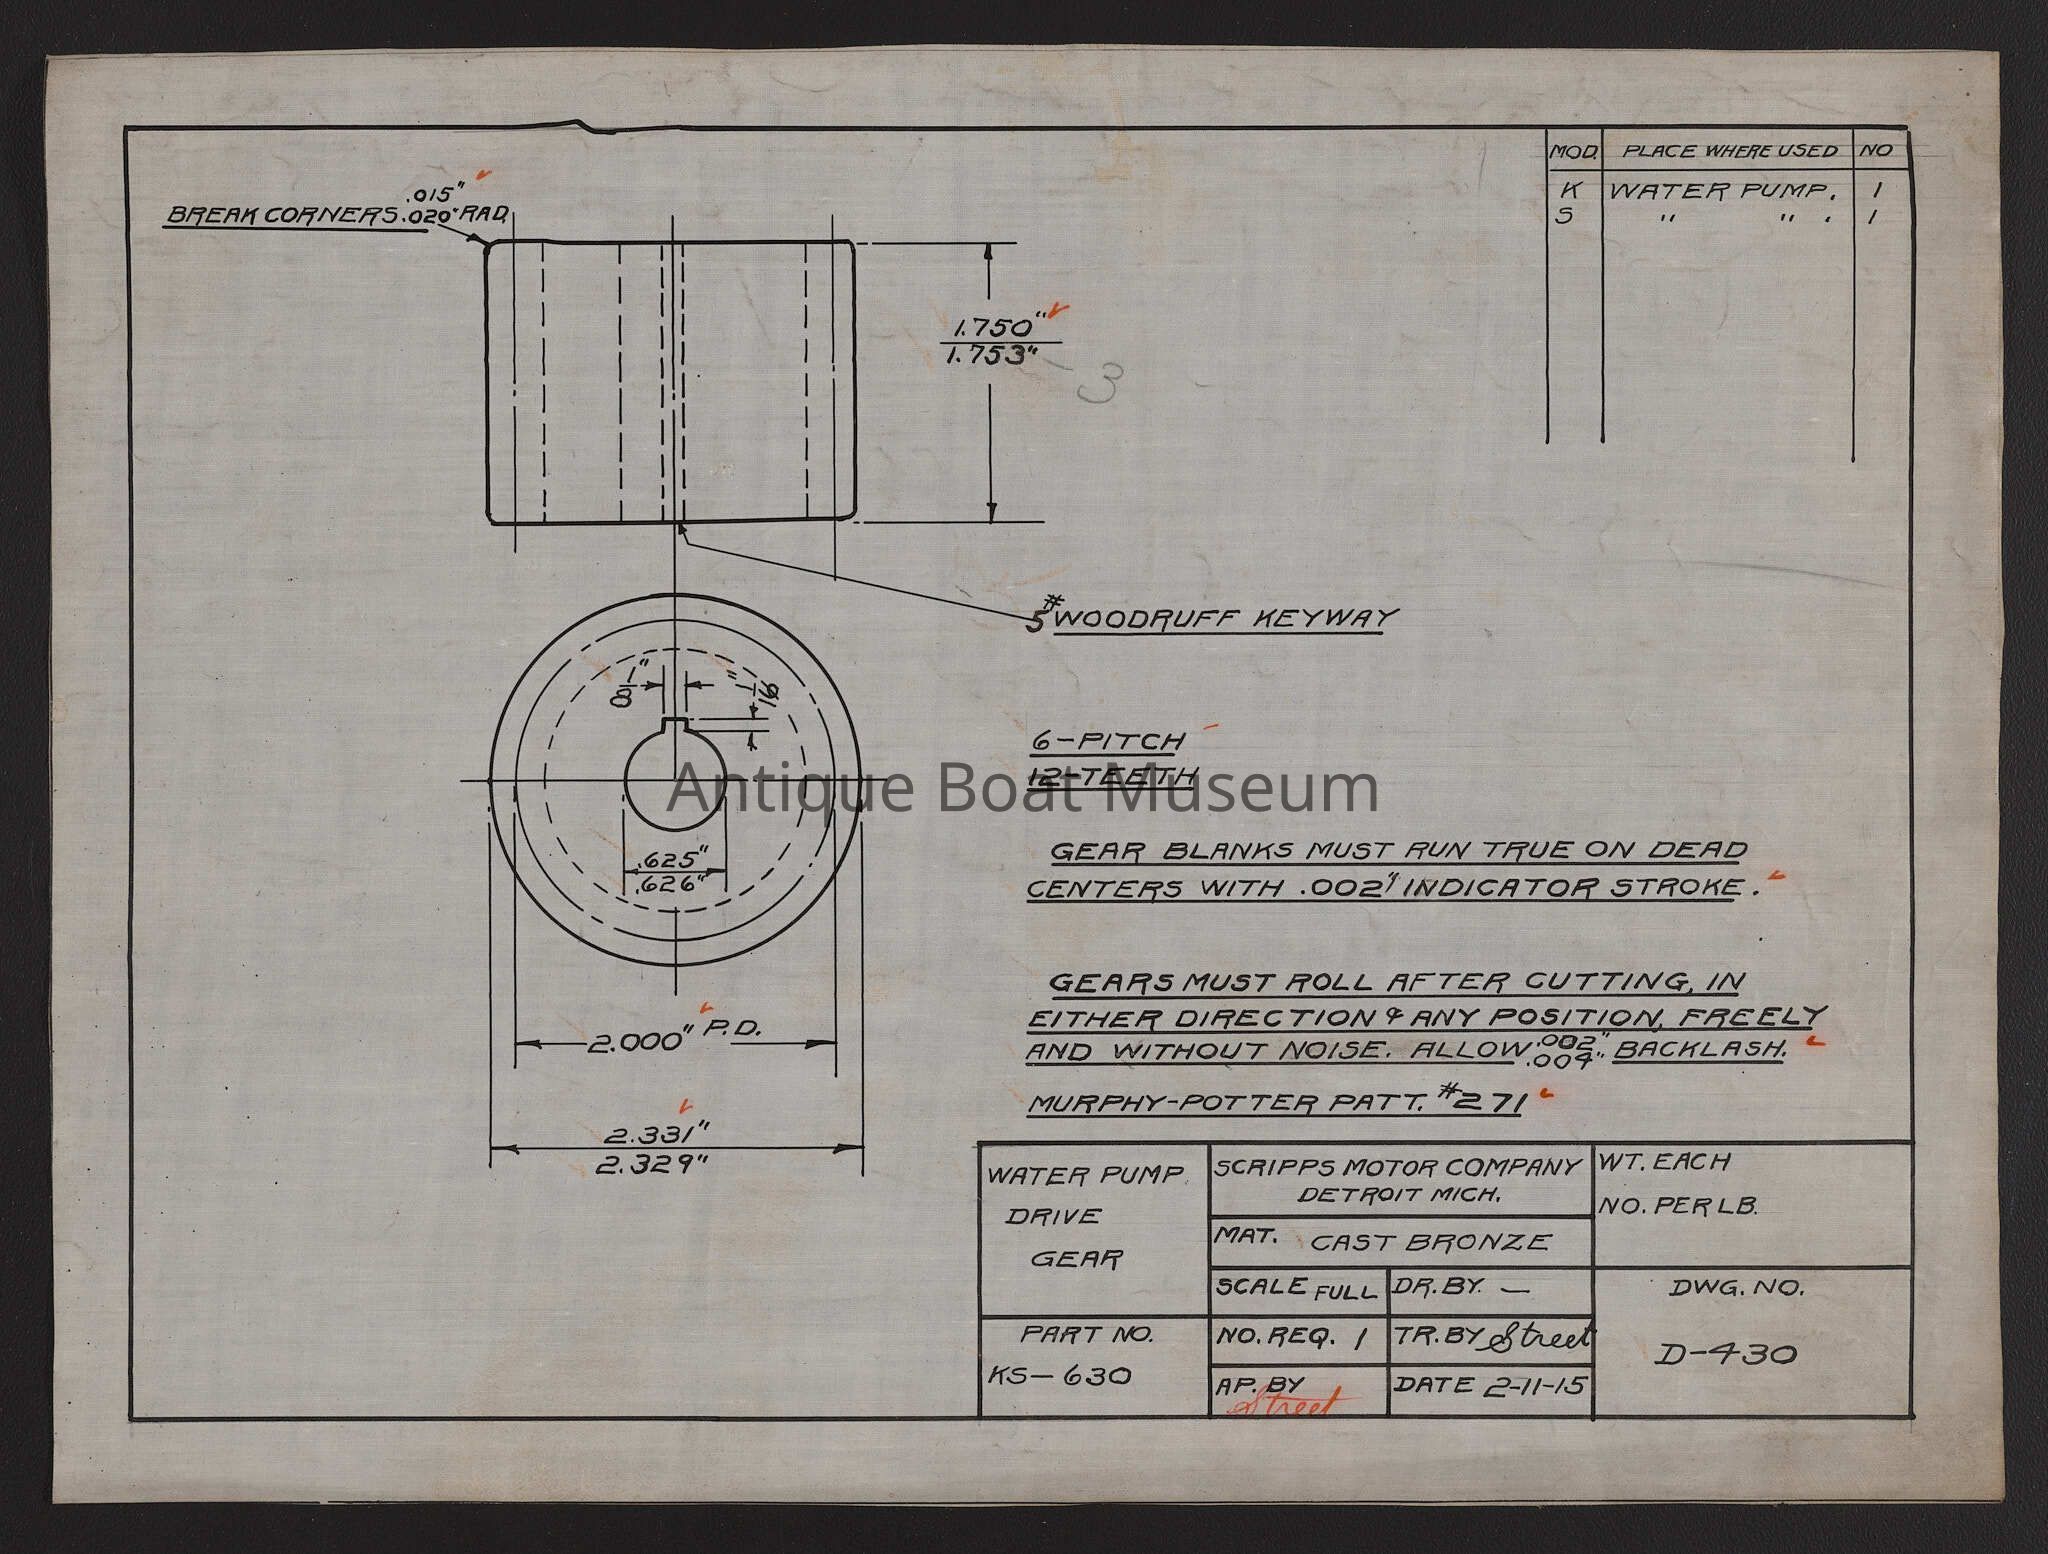 MOD. PLACE WHERE USED NO
K WATER PUMP. 1
S " " . 1
.015"
BREAK CORNERS .020" RAD.
1.750"
1.753"
3
5 # WOODRUFF KEYWAY
1/8"
1/16"
6-PITCH
12-TEETH
Antique Boat Museum
.625"
.626"
GEAR BLANKS MUST RUN TRUE ON DEAD
CENTERS WITH .002" INDICATOR STROKE.
GEARS MUST ROLL AFTER CUTTING, IN
EITHER DIRECTION & ANY POSITION, FREELY
AND WITHOUT NOISE. ALLOW .002" .004" BACKLASH.
MURPHY-POTTER PATT. #271
2.000" P.D.
2.331"
2.329"
WATER PUMP
DRIVE
GEAR
PART NO.
KS-630
SCRIPPS MOTOR COMPANY
DETROIT MICH.
MAT. CAST BRONZE
SCALE FULL
DR. BY. —
NO. REQ. 1
TR. BY Street
AP. BY
Street
DATE 2-11-15
WT. EACH
NO. PER LB.
DWG. NO.
D-430